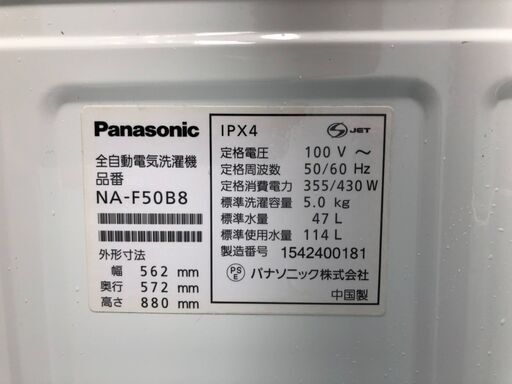 Panasonic
全自動電気洗濯機
品番
NA-F50B8
外形寸法
幅 562 mm
奥行 572 mm
高さ 880 mm
IPX4
S JET
定格電圧 100 V ～
定格周波数 50/60 Hz
定格消費電力 355/430 W
標準洗濯容量 5.0 kg
標準水量 47 L
標準使用水量 114 L
製造番号 1542400181
PSE パナソニック株式会社
中国製